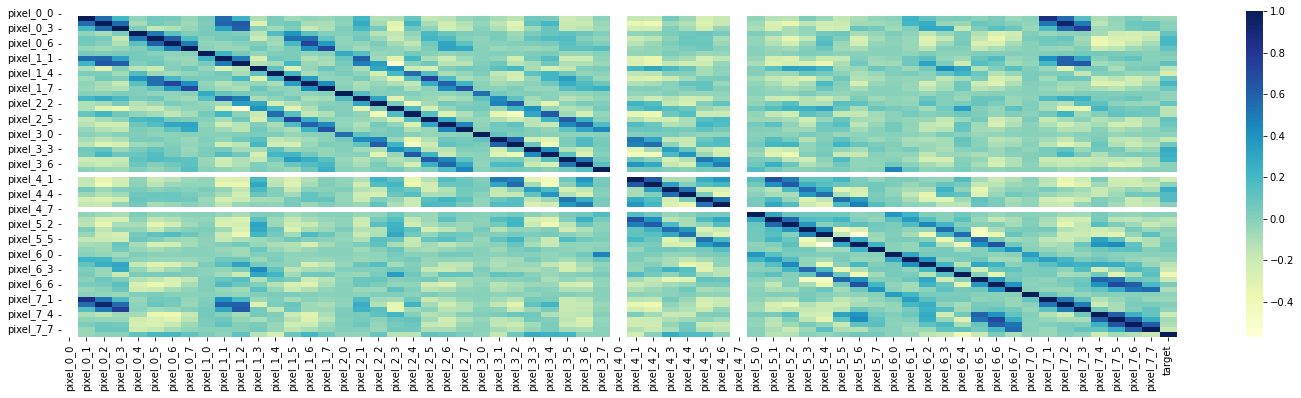 pixel_0_0
pixel_0_3
pixel_0_6
pixel_1_1
pixel_1_4
pixel_1_7
pixel_2_2
pixel_2_5
pixel_3_0
pixel_3_3
pixel_3_6
pixel_4_1
pixel_4_4
pixel_4_7
pixel_5_2
pixel_5_5
pixel_6_0
pixel_6_3
pixel_6_6
pixel_7_1
pixel_7_4
pixel_7_7
pixel_0_0
pixel_0_1
pixel_0_2
pixel_0_3
pixel_0_4
pixel_0_5
pixel_0_6
pixel_0_7
pixel_1_0
pixel_1_1
pixel_1_2
pixel_1_3
pixel_1_4
pixel_1_5
pixel_1_6
pixel_1_7
pixel_2_0
pixel_2_1
pixel_2_2
pixel_2_3
pixel_2_4
pixel_2_5
pixel_2_6
pixel_2_7
pixel_3_0
pixel_3_1
pixel_3_2
pixel_3_3
pixel_3_4
pixel_3_5
pixel_3_6
pixel_3_7
pixel_4_0
pixel_4_1
pixel_4_2
pixel_4_3
pixel_4_4
pixel_4_5
pixel_4_6
pixel_4_7
pixel_5_0
pixel_5_1
pixel_5_2
pixel_5_3
pixel_5_4
pixel_5_5
pixel_5_6
pixel_5_7
pixel_6_0
pixel_6_1
pixel_6_2
pixel_6_3
pixel_6_4
pixel_6_5
pixel_6_6
pixel_6_7
pixel_7_0
pixel_7_1
pixel_7_2
pixel_7_3
pixel_7_4
pixel_7_5
pixel_7_6
pixel_7_7
target
1.0
0.8
0.6
0.4
0.2
0.0
−0.2
−0.4